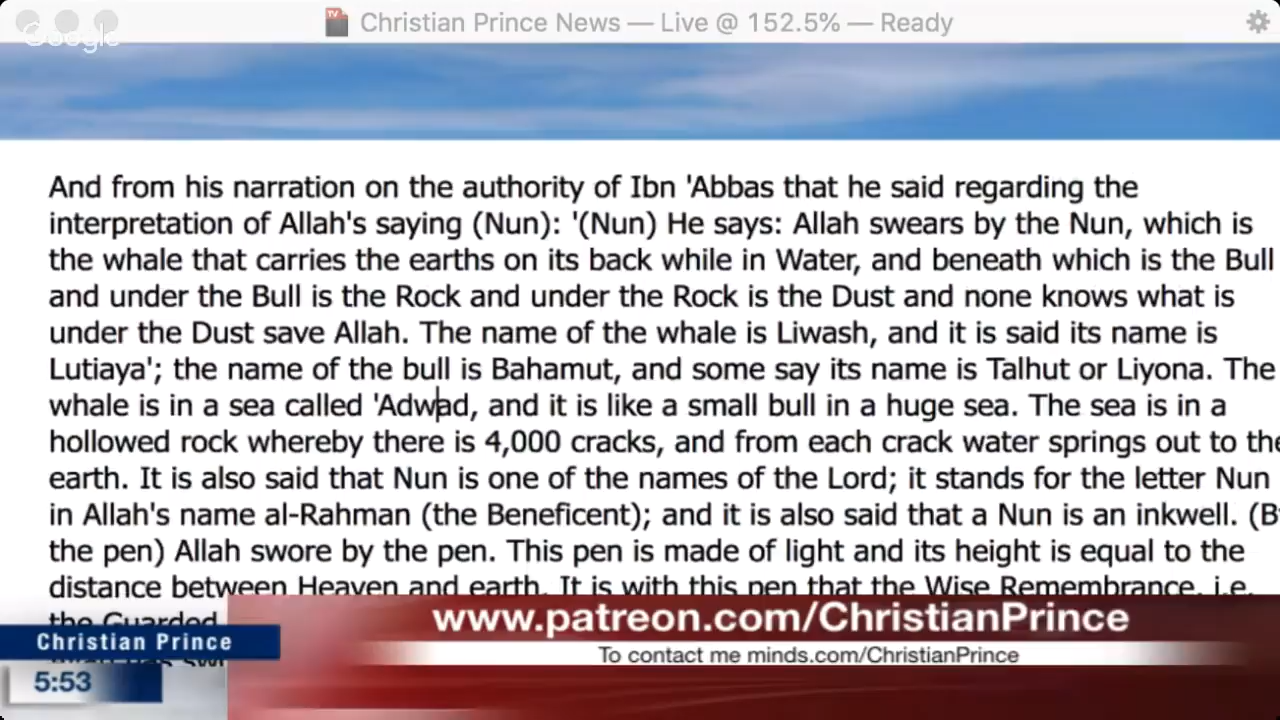 Christian Prince News — Live @ 152.5% — Ready
Google
And from his narration on the authority of Ibn 'Abbas that he said regarding the
interpretation of Allah's saying (Nun): '(Nun) He says: Allah swears by the Nun, which is
the whale that carries the earths on its back while in Water, and beneath which is the Bull
and under the Bull is the Rock and under the Rock is the Dust and none knows what is
under the Dust save Allah. The name of the whale is Liwash, and it is said its name is
Lutiaya'; the name of the bull is Bahamut, and some say its name is Talhut or Liyona. The
whale is in a sea called 'Adwad, and it is like a small bull in a huge sea. The sea is in a
hollowed rock whereby there is 4,000 cracks, and from each crack water springs out to the
earth. It is also said that Nun is one of the names of the Lord; it stands for the letter Nun
in Allah's name al-Rahman (the Beneficent); and it is also said that a Nun is an inkwell. (B
the pen) Allah swore by the pen. This pen is made of light and its height is equal to the
distance between Heaven and earth. It is with this pen that the Wise Remembrance, i.e.
the Guarded
www.patreon.com/ChristianPrince
Christian Prince
To contact me minds.com/ChristianPrince
5:53